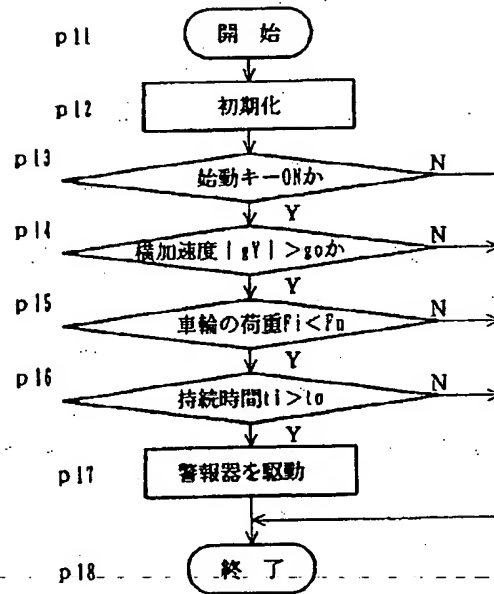 p11 開始
p12 初期化
p13 始動キーONか N
Y
p14 横加速度|gY|>goか N
Y
p15 車輪の荷重Fi<Fn N
Y
p16 持続時間ti>to N
Y
p17 警報器を駆動
p18 終了